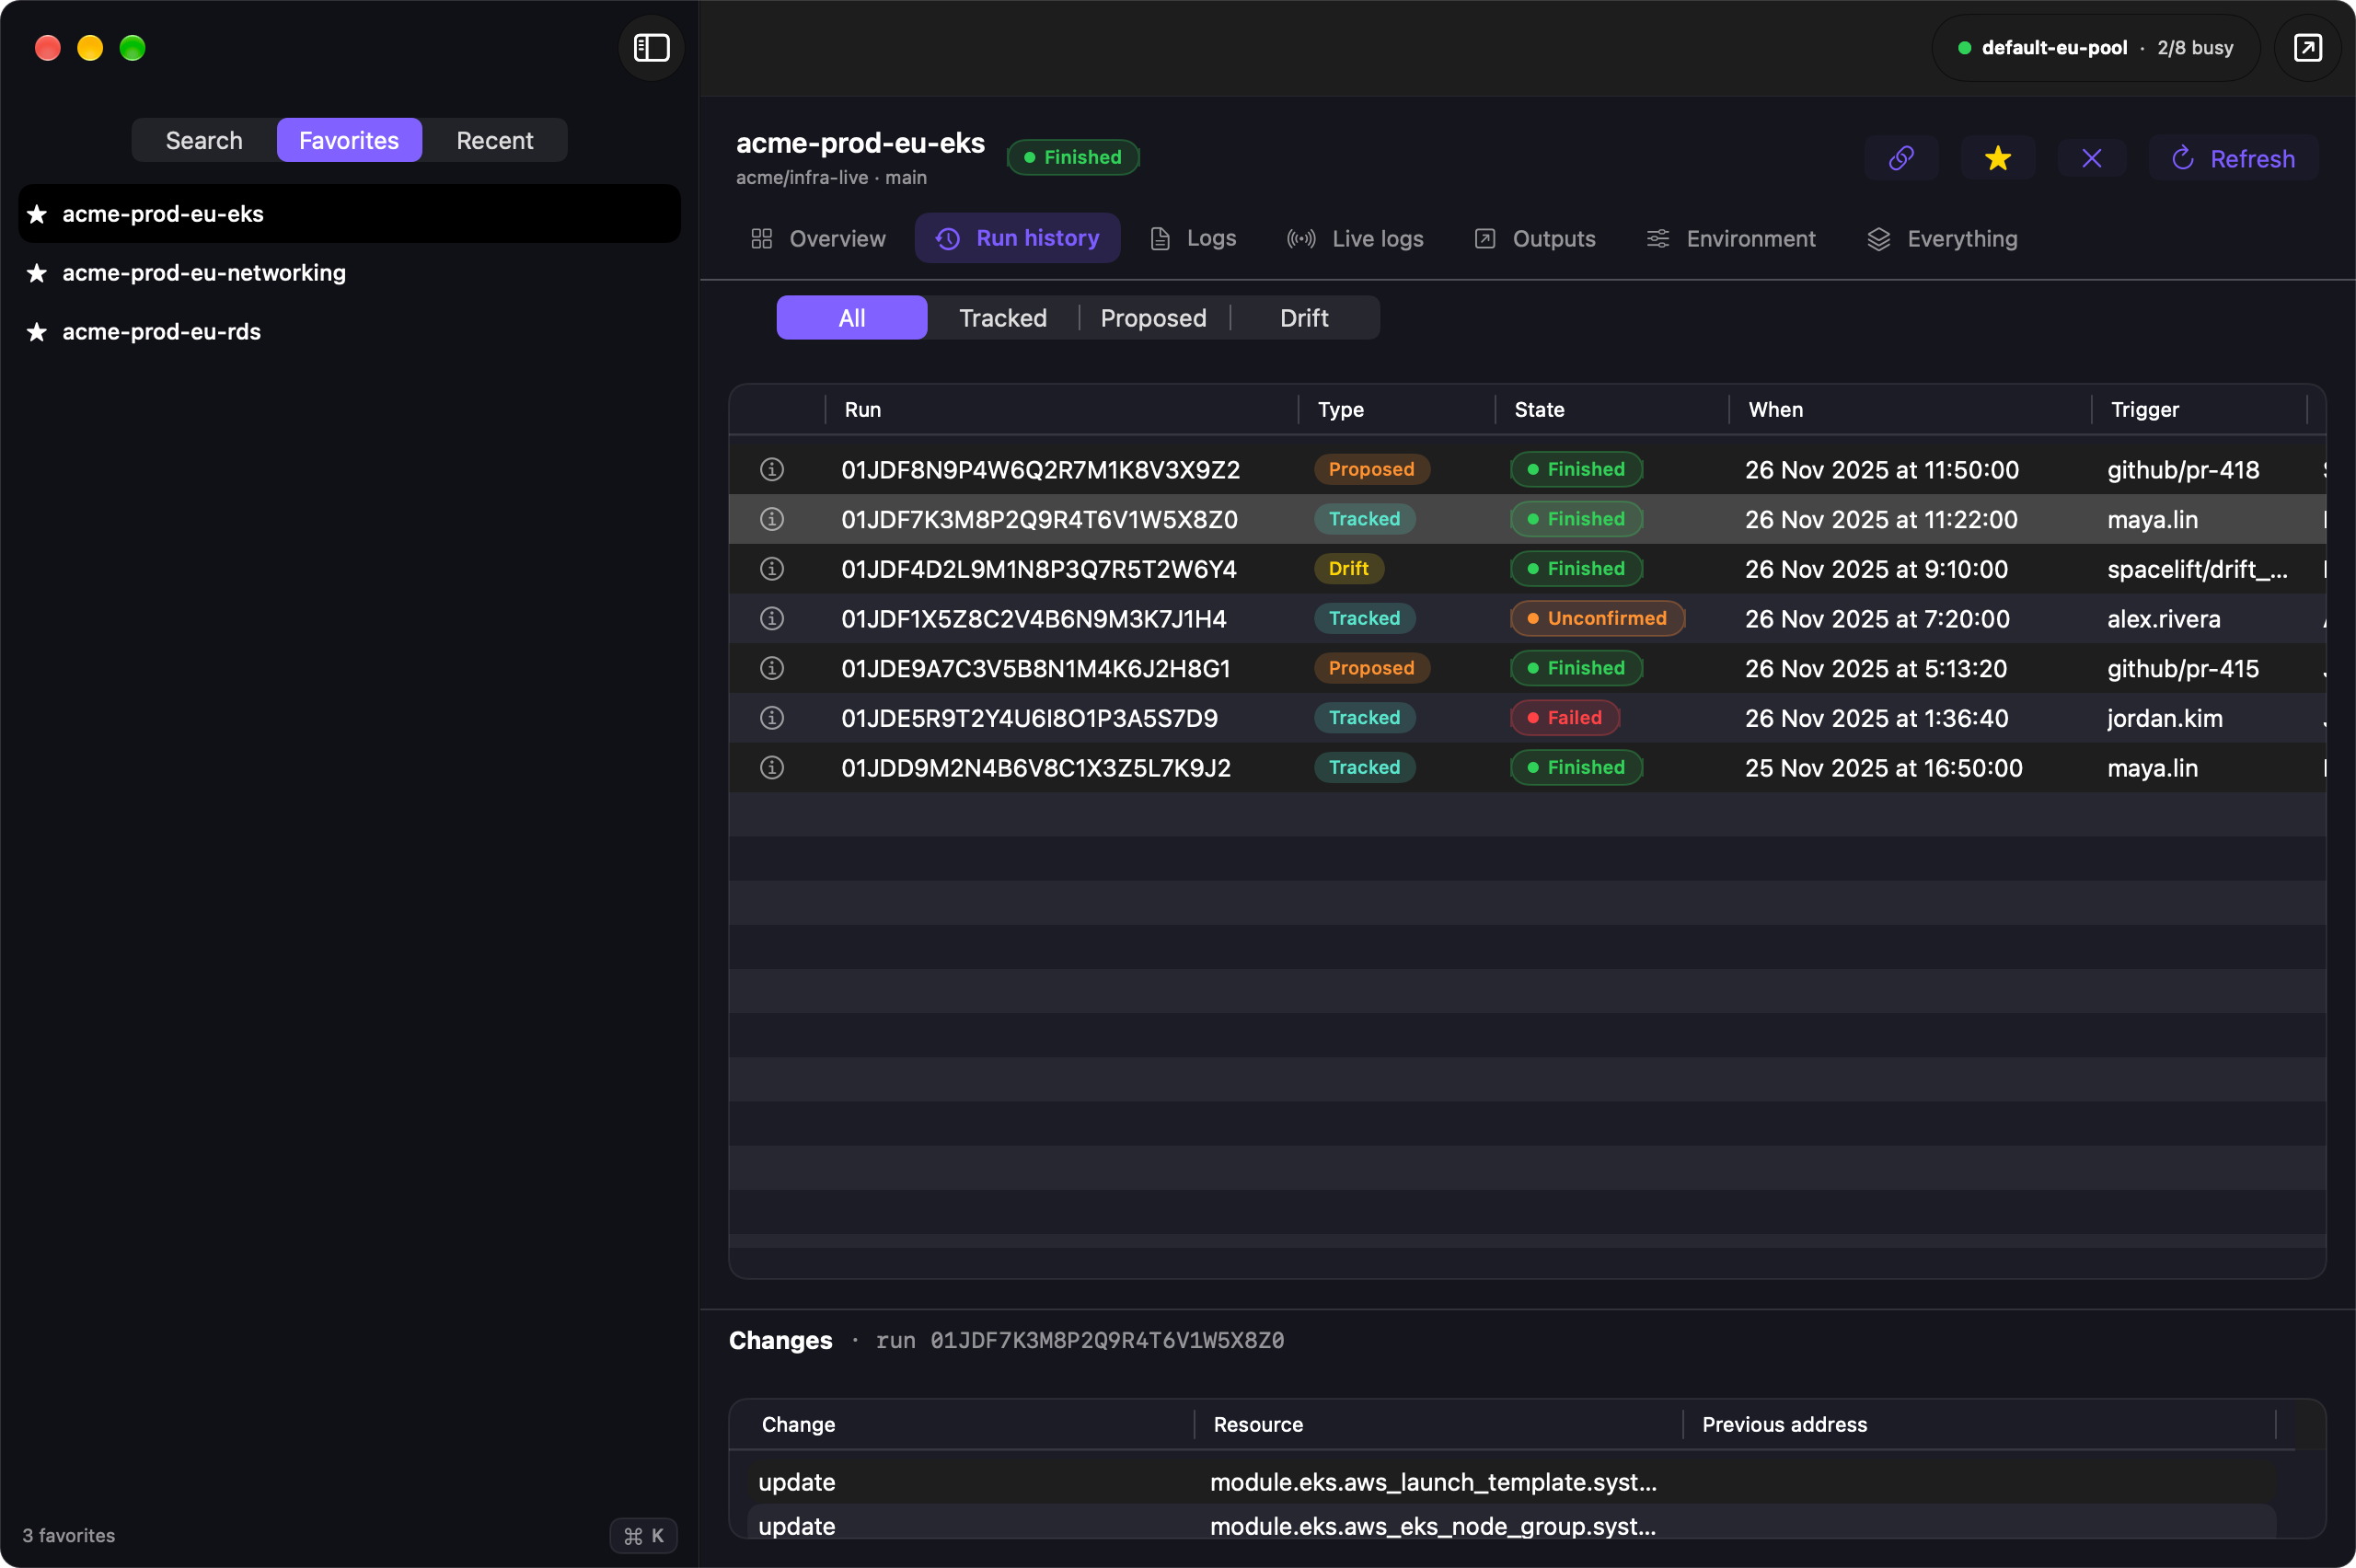 default-eu-pool · 2/8 busy
Search Favorites Recent
acme-prod-eu-eks
acme-prod-eu-networking
acme-prod-eu-rds
3 favorites
⌘ K
acme-prod-eu-eks Finished
acme/infra-live · main
Refresh
Overview Run history Logs Live logs Outputs Environment Everything
All Tracked Proposed Drift
Run Type State When Trigger
01JDF8N9P4W6Q2R7M1K8V3X9Z2 Proposed Finished 26 Nov 2025 at 11:50:00 github/pr-418
01JDF7K3M8P2Q9R4T6V1W5X8Z0 Tracked Finished 26 Nov 2025 at 11:22:00 maya.lin
01JDF4D2L9M1N8P3Q7R5T2W6Y4 Drift Finished 26 Nov 2025 at 9:10:00 spacelift/drift_...
01JDF1X5Z8C2V4B6N9M3K7J1H4 Tracked Unconfirmed 26 Nov 2025 at 7:20:00 alex.rivera
01JDE9A7C3V5B8N1M4K6J2H8G1 Proposed Finished 26 Nov 2025 at 5:13:20 github/pr-415
01JDE5R9T2Y4U6I8O1P3A5S7D9 Tracked Failed 26 Nov 2025 at 1:36:40 jordan.kim
01JDD9M2N4B6V8C1X3Z5L7K9J2 Tracked Finished 25 Nov 2025 at 16:50:00 maya.lin
Changes · run 01JDF7K3M8P2Q9R4T6V1W5X8Z0
Change Resource Previous address
update module.eks.aws_launch_template.syst...
update module.eks.aws_eks_node_group.syst...